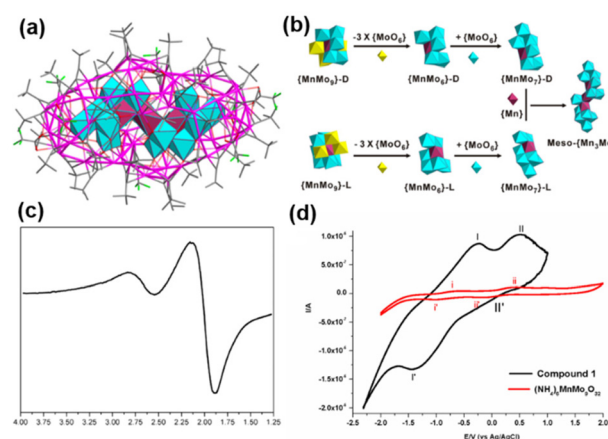 (a)
(b)
-3 X {MoO₆} + {MoO₆}
{MnMo₉}-D {MnMo₆}-D {MnMo₇}-D
{Mn}
-3 X {MoO₆} + {MoO₆} Meso-{Mn₃Mo
{MnMo₉}-L {MnMo₆}-L {MnMo₇}-L
(c)
4.00 3.75 3.50 3.25 3.00 2.75 2.50 2.25 2.00 1.75 1.50 1.25
(d)
I II
i ii
i' ii' II'
I'
I/A
Compound 1
(NH₄)₆MnMo₉O₃₂
-2.5 -2.0 -1.5 -1.0 -0.5 0.0 0.5 1.0 1.5 2.0
E/V (vs Ag/AgCl)